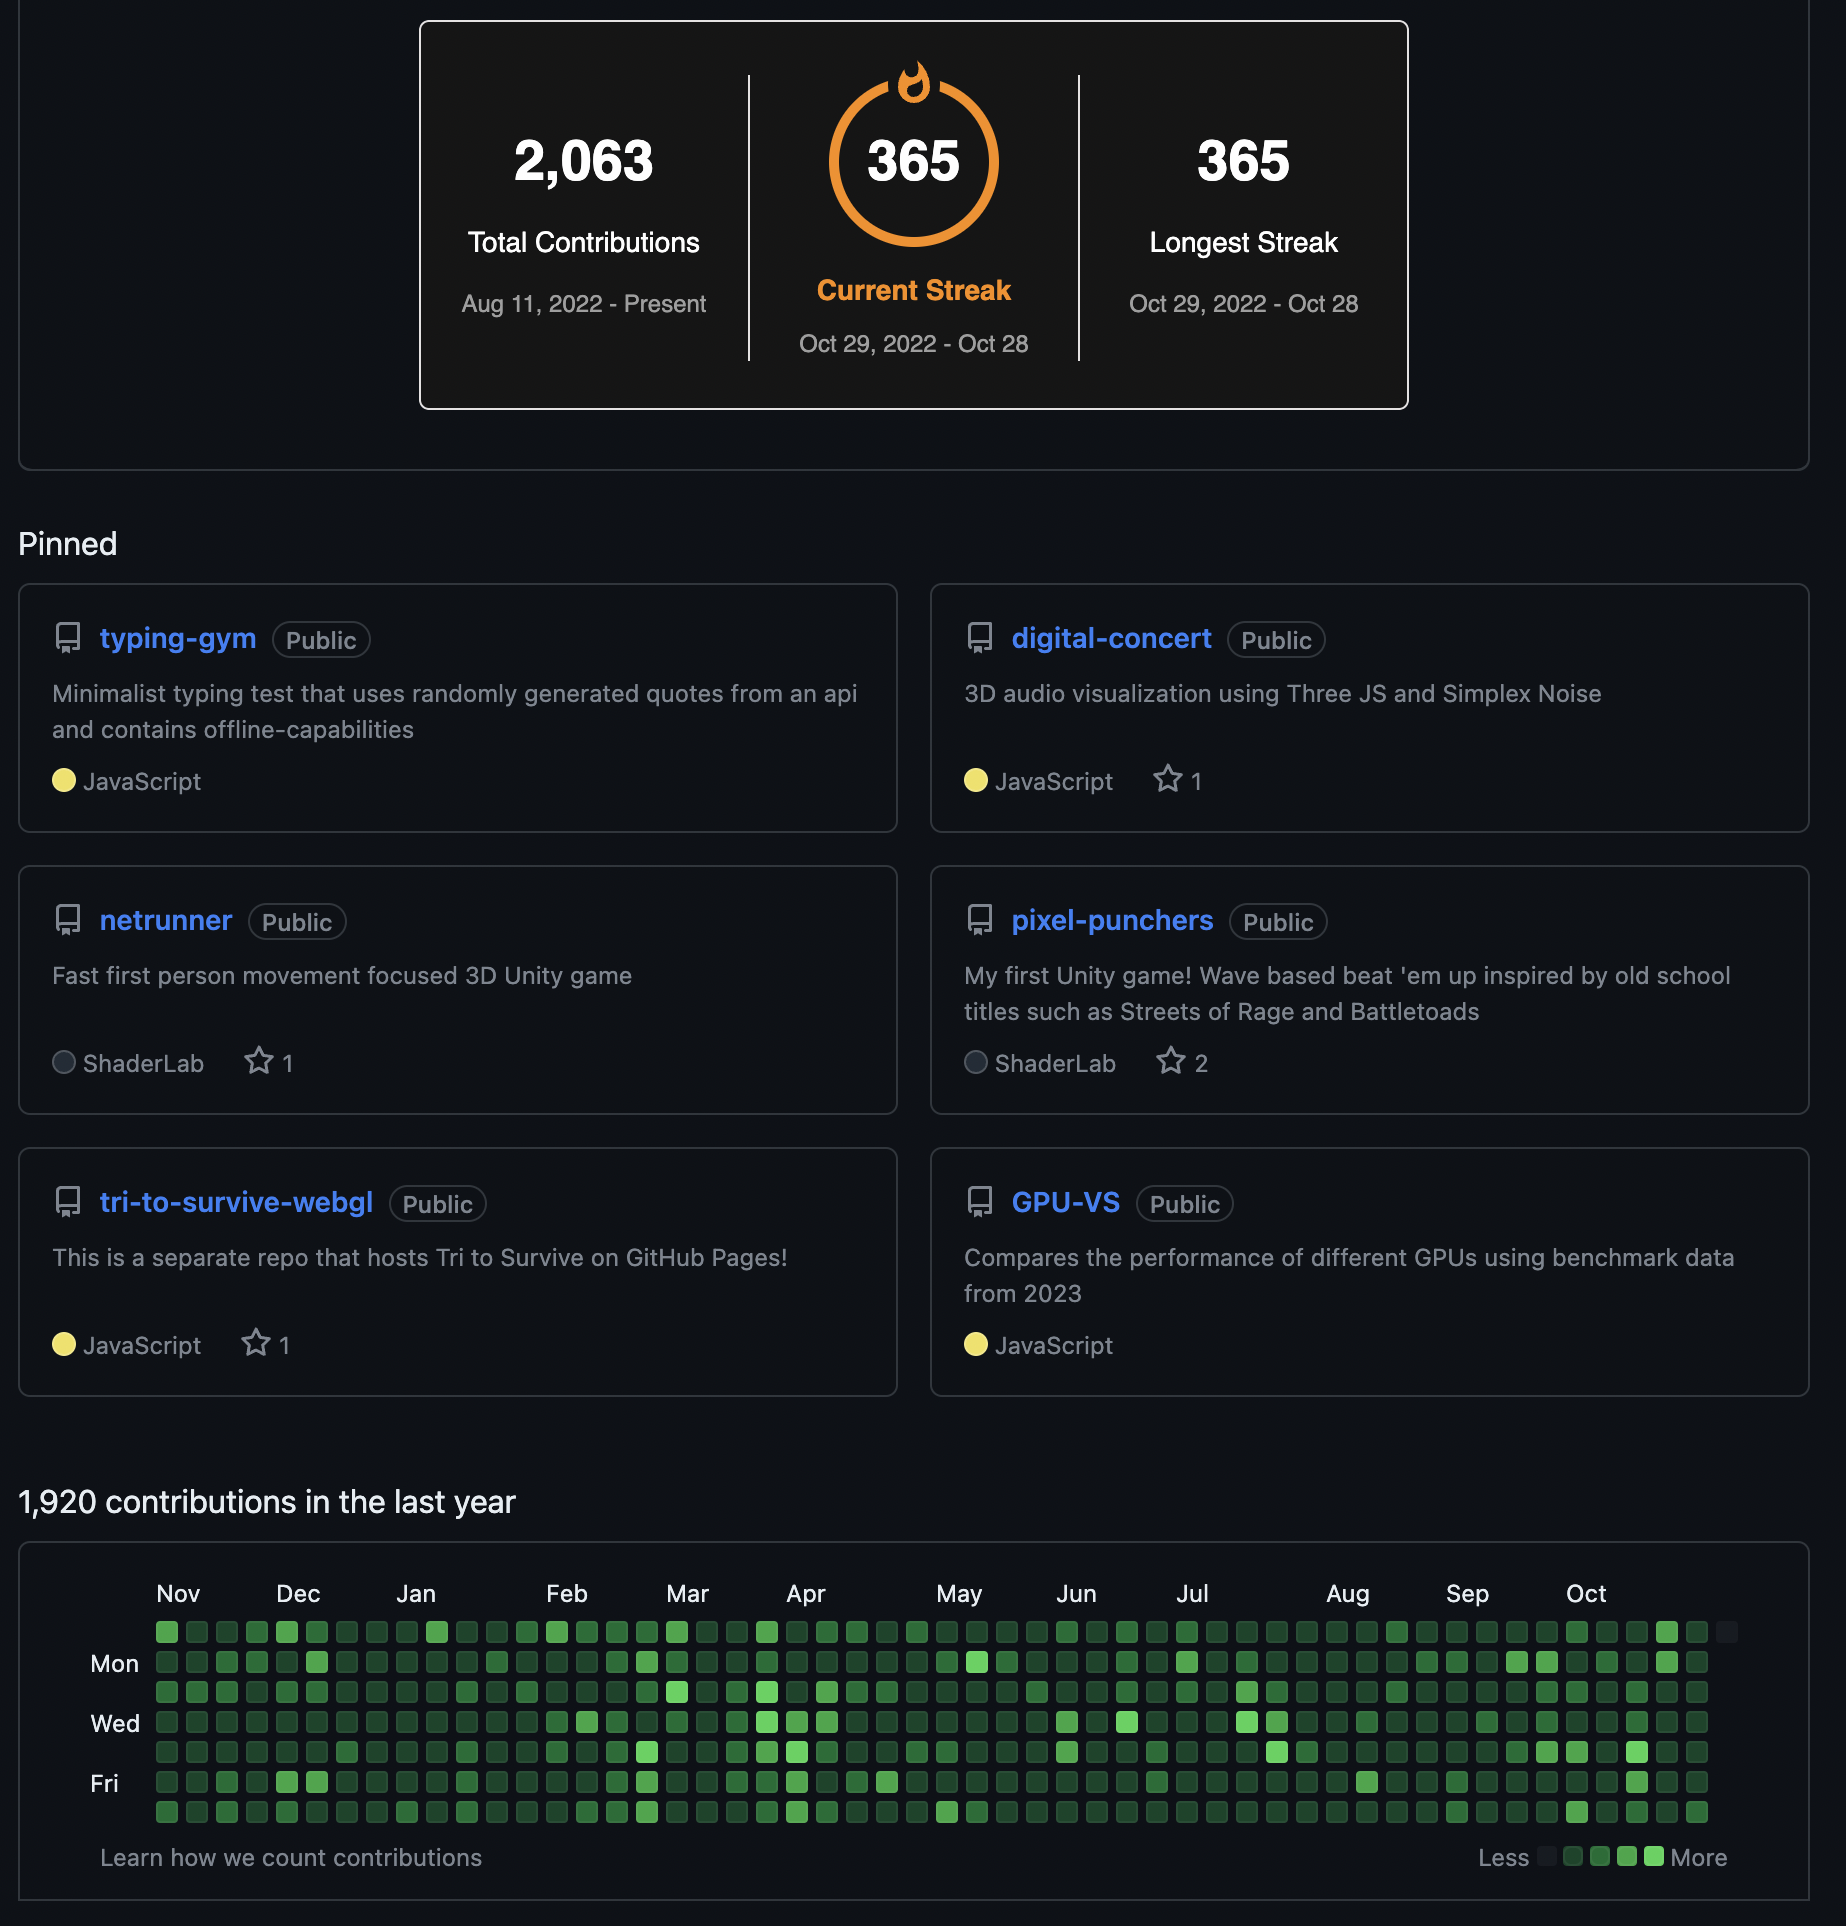 2,063
Total Contributions
Aug 11, 2022 - Present
365
Current Streak
Oct 29, 2022 - Oct 28
365
Longest Streak
Oct 29, 2022 - Oct 28
Pinned
typing-gym Public
Minimalist typing test that uses randomly generated quotes from an api
and contains offline-capabilities
JavaScript
digital-concert Public
3D audio visualization using Three JS and Simplex Noise
JavaScript 1
netrunner Public
Fast first person movement focused 3D Unity game
ShaderLab 1
pixel-punchers Public
My first Unity game! Wave based beat 'em up inspired by old school
titles such as Streets of Rage and Battletoads
ShaderLab 2
tri-to-survive-webgl Public
This is a separate repo that hosts Tri to Survive on GitHub Pages!
JavaScript 1
GPU-VS Public
Compares the performance of different GPUs using benchmark data
from 2023
JavaScript
1,920 contributions in the last year
Nov Dec Jan Feb Mar Apr May Jun Jul Aug Sep Oct
Mon
Wed
Fri
Learn how we count contributions
Less More